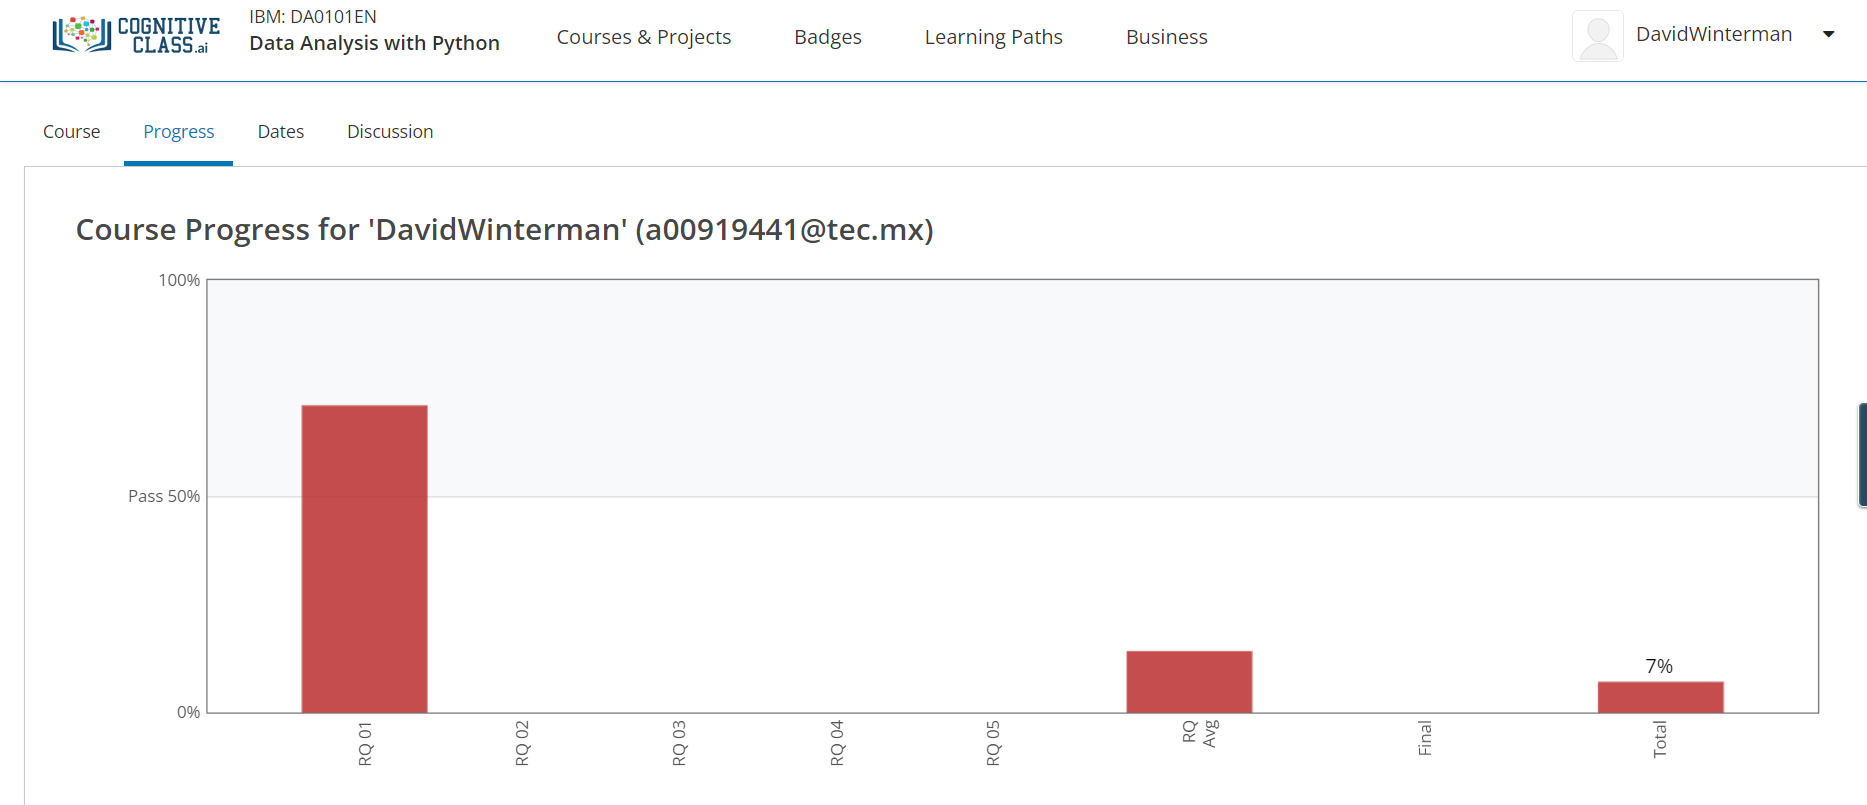 COGNITIVE
CLASS.ai
IBM: DA0101EN
Data Analysis with Python
Courses & Projects
Badges
Learning Paths
Business
DavidWinterman
Course
Progress
Dates
Discussion
Course Progress for 'DavidWinterman' (a00919441@tec.mx)
100%
Pass 50%
0%
7%
RQ 01
RQ 02
RQ 03
RQ 04
RQ 05
RQ
Avg
Final
Total